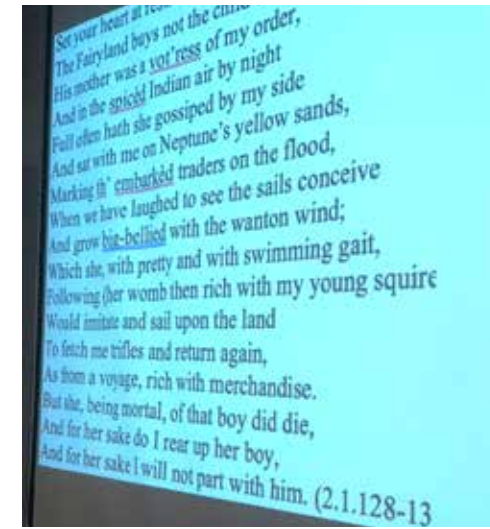 Set your heart at
The Fairyland buys not the
His mother was a vot'ress of my order,
And in the spicèd Indian air by night
Full often hath she gossiped by my side
And sat with me on Neptune's yellow sands,
Marking th' embarkèd traders on the flood,
When we have laughed to see the sails conceive
And grow big-bellied with the wanton wind;
Which she, with pretty and with swimming gait,
Following (her womb then rich with my young squire
Would imitate and sail upon the land
To fetch me trifles and return again,
As from a voyage, rich with merchandise.
But she, being mortal, of that boy did die,
And for her sake do I rear up her boy,
And for her sake I will not part with him. (2.1.128-13